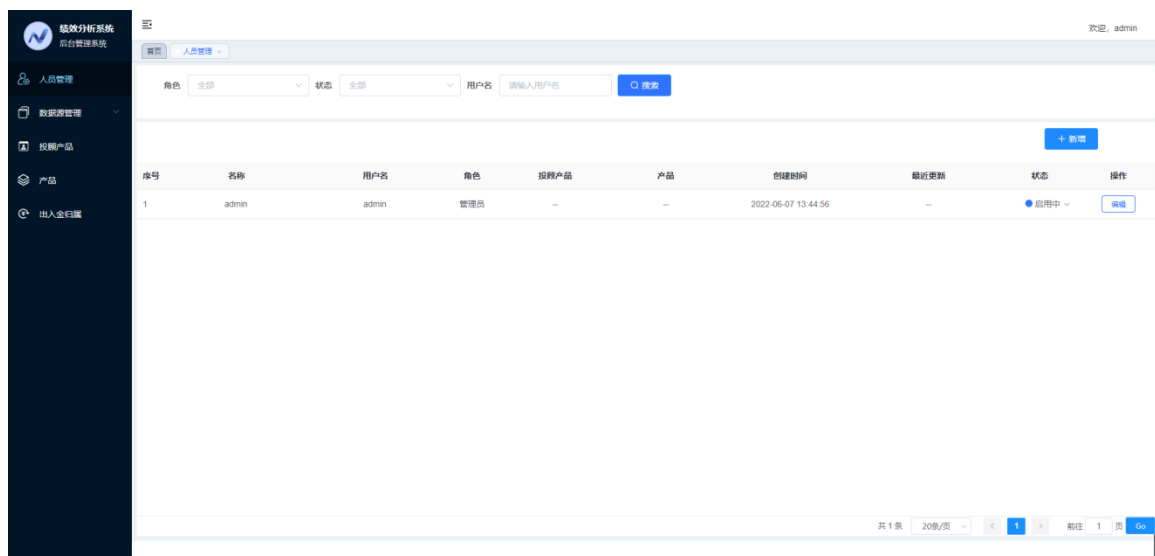 绩效分析系统
后台管理系统
欢迎, admin
首页 人员管理 ×
人员管理
数据源管理
投顾产品
产品
出入金归属
角色 全部 状态 全部 用户名 请输入用户名 搜索
+ 新增
序号 名称 用户名 角色 投顾产品 产品 创建时间 最近更新 状态 操作
1 admin admin 管理员 -- -- 2022-06-07 13:44:56 -- 启用中 编辑
共 1 条 20条/页 < 1 > 前往 1 页 Go